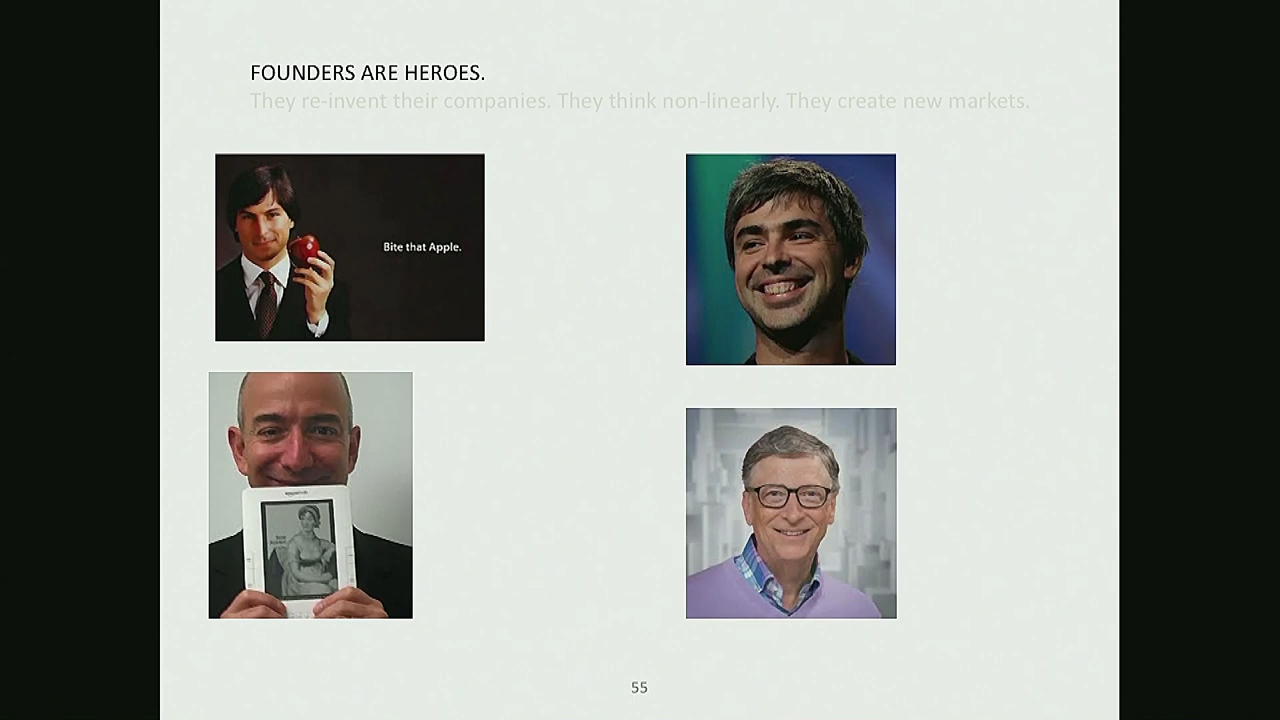 FOUNDERS ARE HEROES.
They re-invent their companies. They think non-linearly. They create new markets.
Bite that Apple.
55